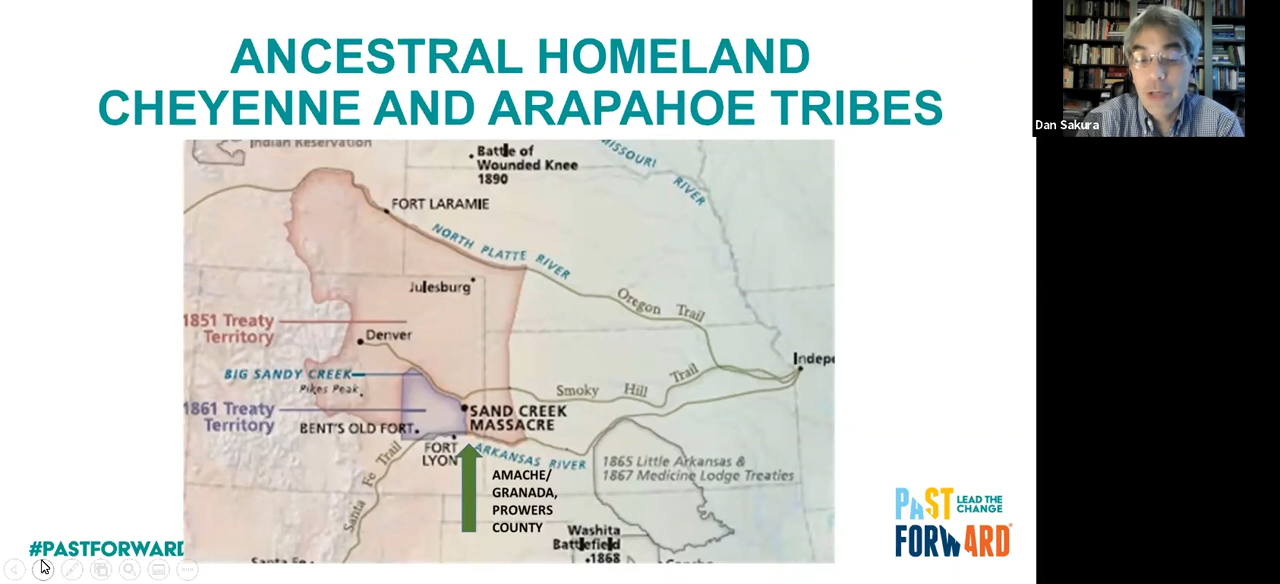 ANCESTRAL HOMELAND
CHEYENNE AND ARAPAHOE TRIBES
Dan Sakura
Indian Reservation
Battle of
Wounded Knee
1890
MISSOURI
RIVER
FORT LARAMIE
NORTH PLATTE RIVER
Julesburg
Oregon Trail
1851 Treaty
Territory
Denver
Indepe
BIG SANDY CREEK
Pikes Peak
Smoky Hill Trail
1861 Treaty
Territory
SAND CREEK
MASSACRE
BENT'S OLD FORT
FORT
LYON
ARKANSAS RIVER
Santa Fe Trail
1865 Little Arkansas &
1867 Medicine Lodge Treaties
AMACHE/
GRANADA,
PROWERS
COUNTY
Washita
Battlefield
1868
Santa Fe
#PASTFORWARD
PAST
LEAD THE
CHANGE
FORWARD